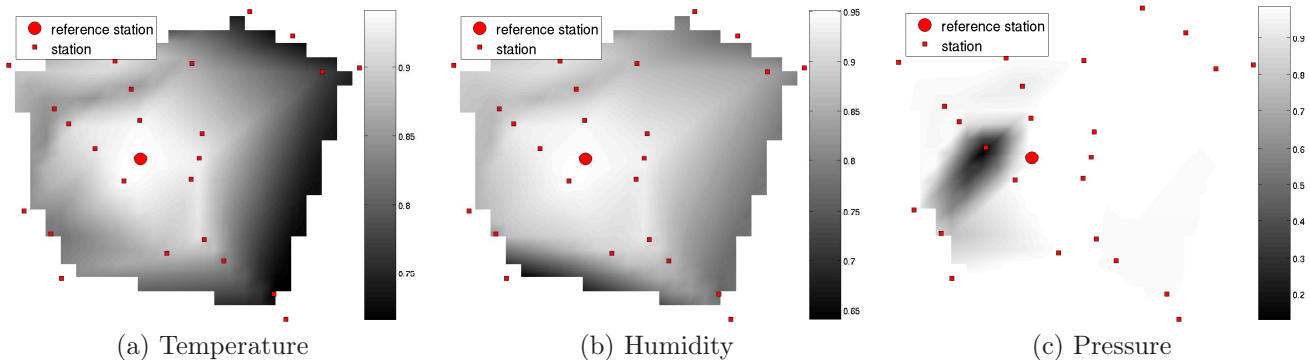 reference station
station
0.9
0.85
0.8
0.75
(a) Temperature
reference station
station
0.95
0.9
0.85
0.8
0.75
0.7
0.65
(b) Humidity
reference station
station
0.9
0.8
0.7
0.6
0.5
0.4
0.3
0.2
(c) Pressure